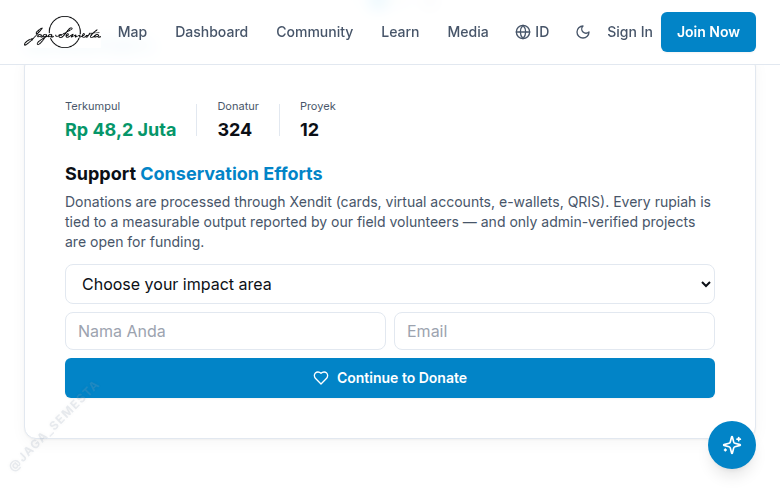 Jaga Semesta
Map
Dashboard
Community
Learn
Media
ID
Sign In
Join Now
Terkumpul
Rp 48,2 Juta
Donatur
324
Proyek
12
Support Conservation Efforts
Donations are processed through Xendit (cards, virtual accounts, e-wallets, QRIS). Every rupiah is
tied to a measurable output reported by our field volunteers — and only admin-verified projects
are open for funding.
Choose your impact area
Nama Anda
Email
Continue to Donate
@JAGA_SEMESTA